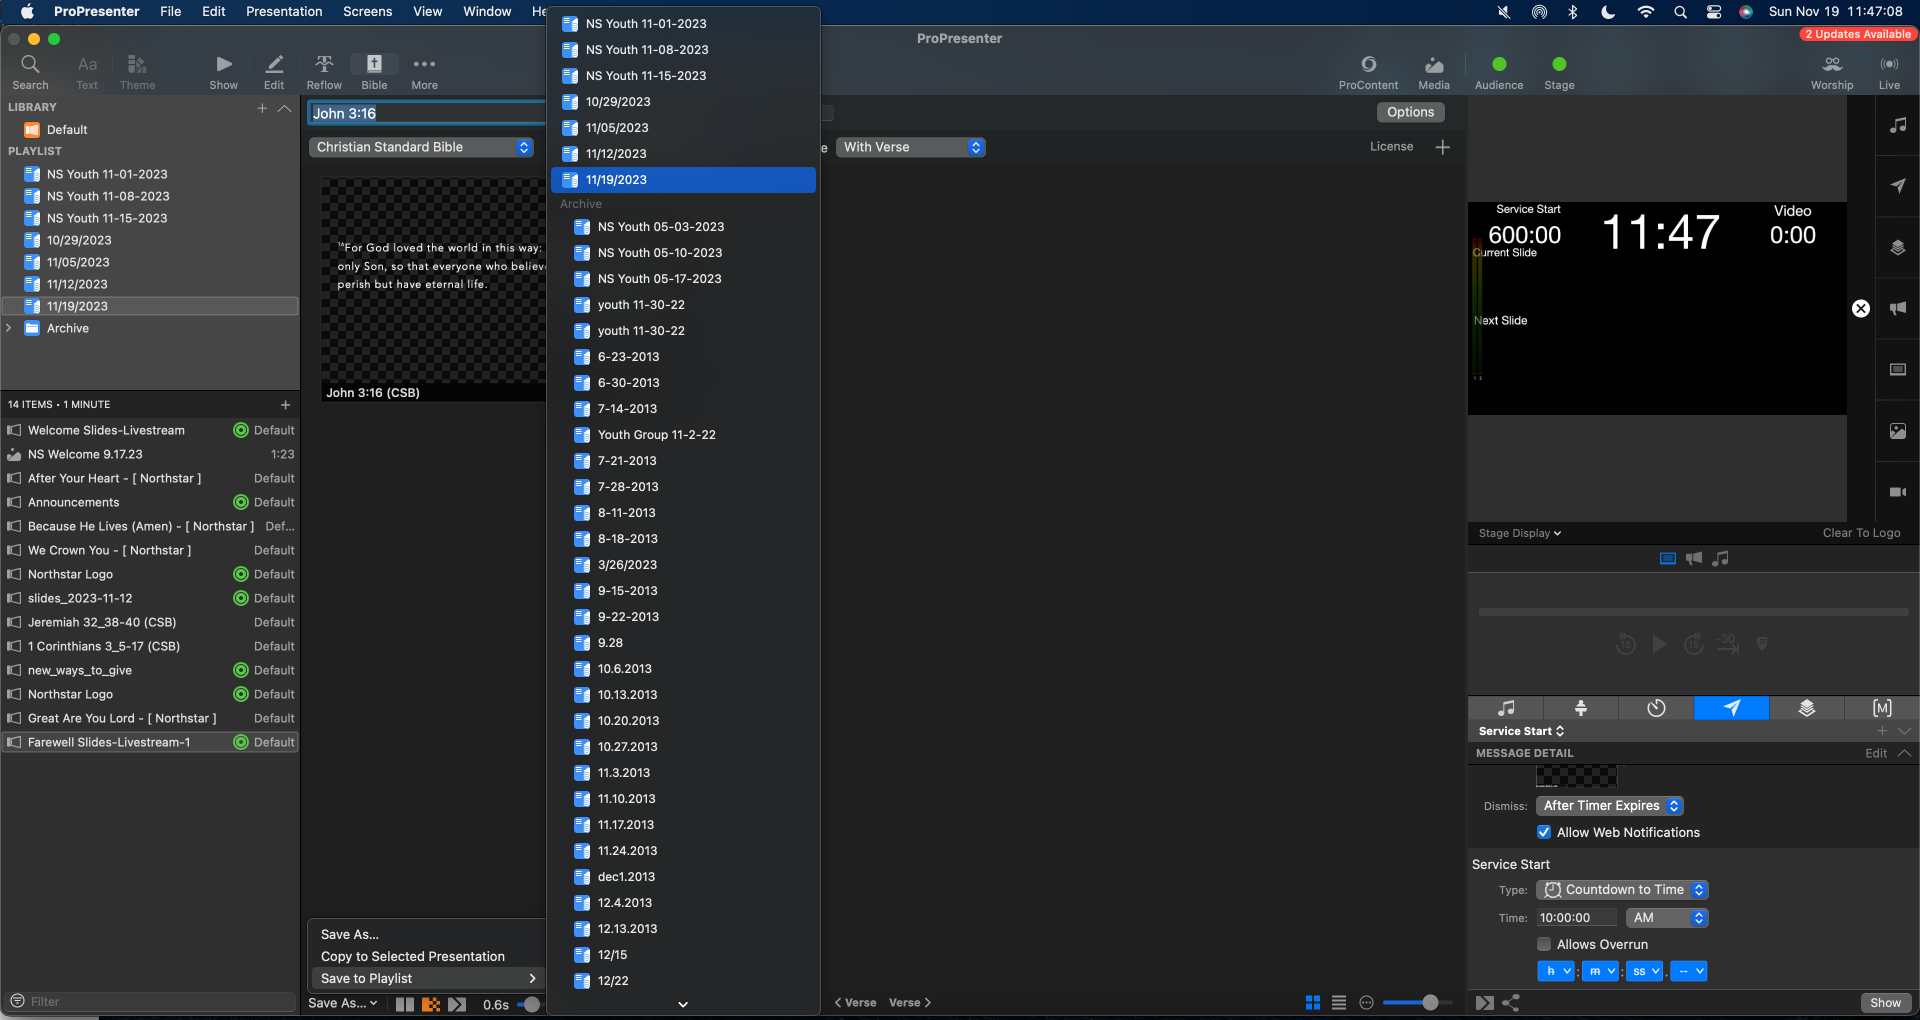 ProPresenter File Edit Presentation Screens View Window He
Sun Nov 19 11:47:08
ProPresenter
2 Updates Available
Search Text Theme Show Edit Reflow Bible More
ProContent Media Audience Stage Worship Live
LIBRARY
Default
PLAYLIST
NS Youth 11-01-2023
NS Youth 11-08-2023
NS Youth 11-15-2023
10/29/2023
11/05/2023
11/12/2023
11/19/2023
Archive
14 ITEMS • 1 MINUTE
Welcome Slides-Livestream Default
NS Welcome 9.17.23 1:23
After Your Heart - [ Northstar ] Default
Announcements Default
Because He Lives (Amen) - [ Northstar ] Def...
We Crown You - [ Northstar ] Default
Northstar Logo Default
slides_2023-11-12 Default
Jeremiah 32_38-40 (CSB) Default
1 Corinthians 3_5-17 (CSB) Default
new_ways_to_give Default
Northstar Logo Default
Great Are You Lord - [ Northstar ] Default
Farewell Slides-Livestream-1 Default
Filter
John 3:16
Options
Christian Standard Bible
e With Verse
License
16For God loved the world in this way:
only Son, so that everyone who believ
perish but have eternal life.
John 3:16 (CSB)
Save As...
Copy to Selected Presentation
Save to Playlist
Save As... 0.6s
NS Youth 11-01-2023
NS Youth 11-08-2023
NS Youth 11-15-2023
10/29/2023
11/05/2023
11/12/2023
11/19/2023
Archive
NS Youth 05-03-2023
NS Youth 05-10-2023
NS Youth 05-17-2023
youth 11-30-22
youth 11-30-22
6-23-2013
6-30-2013
7-14-2013
Youth Group 11-2-22
7-21-2013
7-28-2013
8-11-2013
8-18-2013
3/26/2023
9-15-2013
9-22-2013
9.28
10.6.2013
10.13.2013
10.20.2013
10.27.2013
11.3.2013
11.10.2013
11.17.2013
11.24.2013
dec1.2013
12.4.2013
12.13.2013
12/15
12/22
Verse Verse
Service Start
600:00
11:47
Video
0:00
Current Slide
Next Slide
1 2
Stage Display
Clear To Logo
15 15 -30
[M]
Service Start
MESSAGE DETAIL Edit
Dismiss: After Timer Expires
Allow Web Notifications
Service Start
Type: Countdown to Time
Time: 10:00:00 AM
Allows Overrun
h : m : ss . --
Show